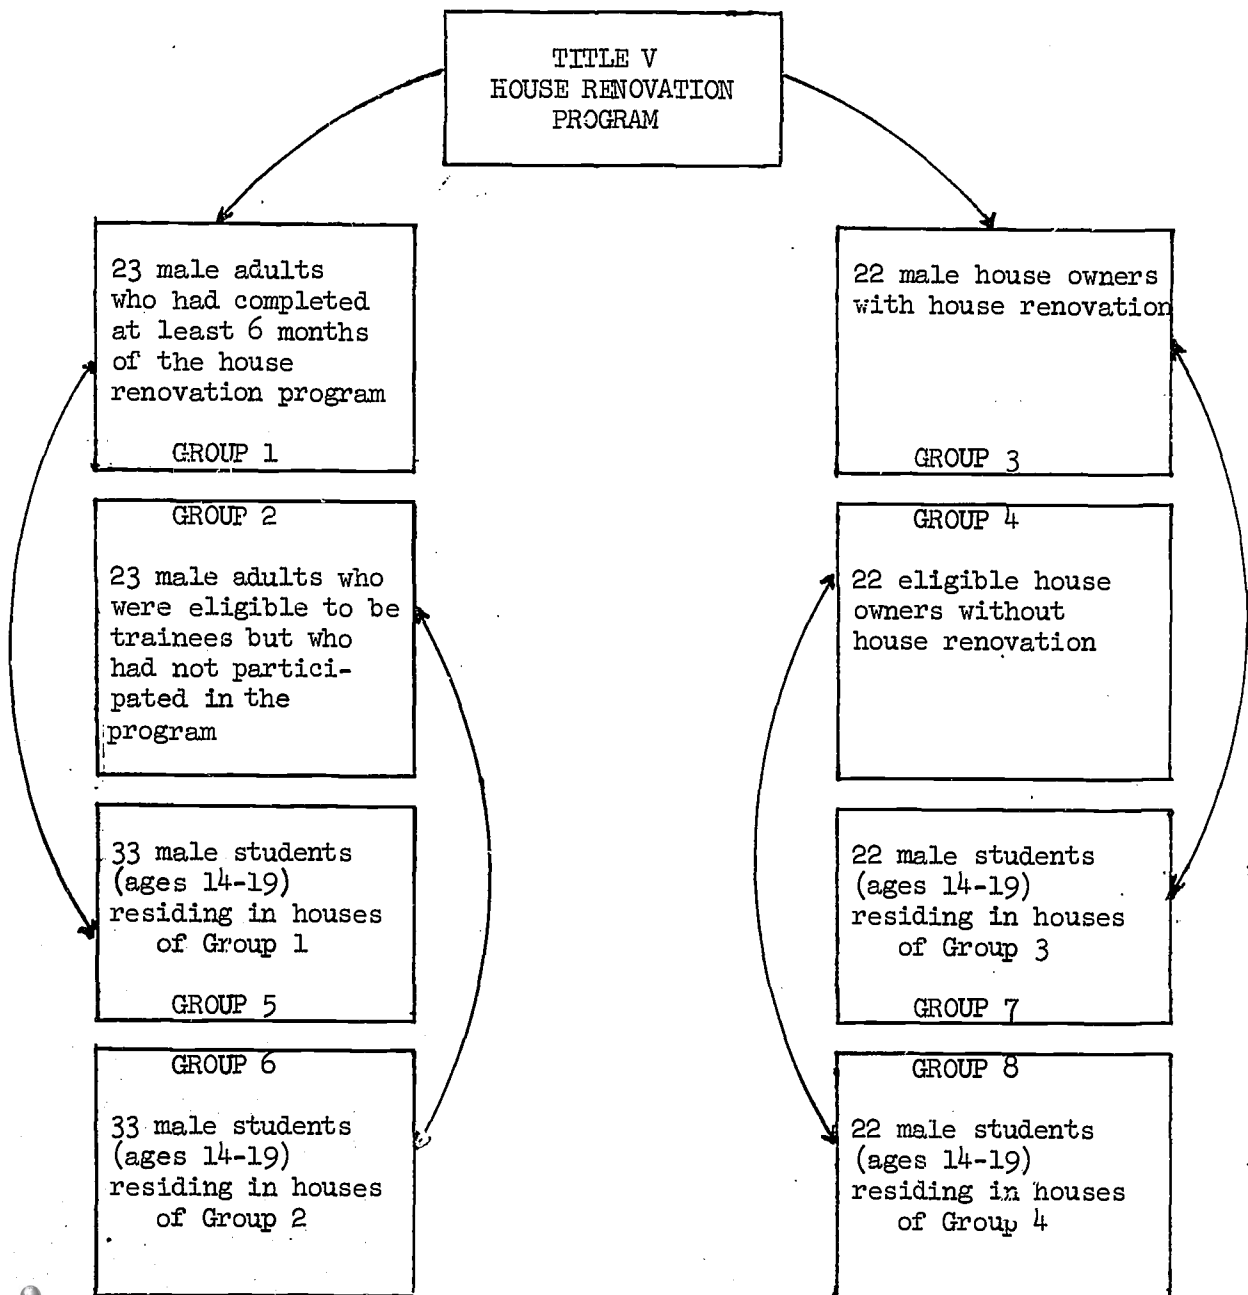 TITLE V
HOUSE RENOVATION
PROGRAM
23 male adults
who had completed
at least 6 months
of the house
renovation program
GROUP 1
GROUP 2
23 male adults who
were eligible to be
trainees but who
had not partici-
pated in the
program
33 male students
(ages 14-19)
residing in houses
of Group 1
GROUP 5
GROUP 6
33 male students
(ages 14-19)
residing in houses
of Group 2
22 male house owners
with house renovation
GROUP 3
GROUP 4
22 eligible house
owners without
house renovation
22 male students
(ages 14-19)
residing in houses
of Group 3
GROUP 7
GROUP 8
22 male students
(ages 14-19)
residing in houses
of Group 4